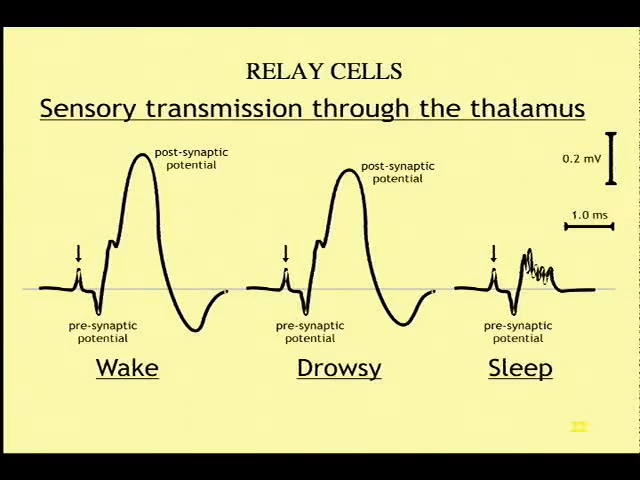 RELAY CELLS
Sensory transmission through the thalamus
post-synaptic
potential
post-synaptic
potential
0.2 mV
1.0 ms
pre-synaptic
potential
pre-synaptic
potential
pre-synaptic
potential
Wake
Drowsy
Sleep